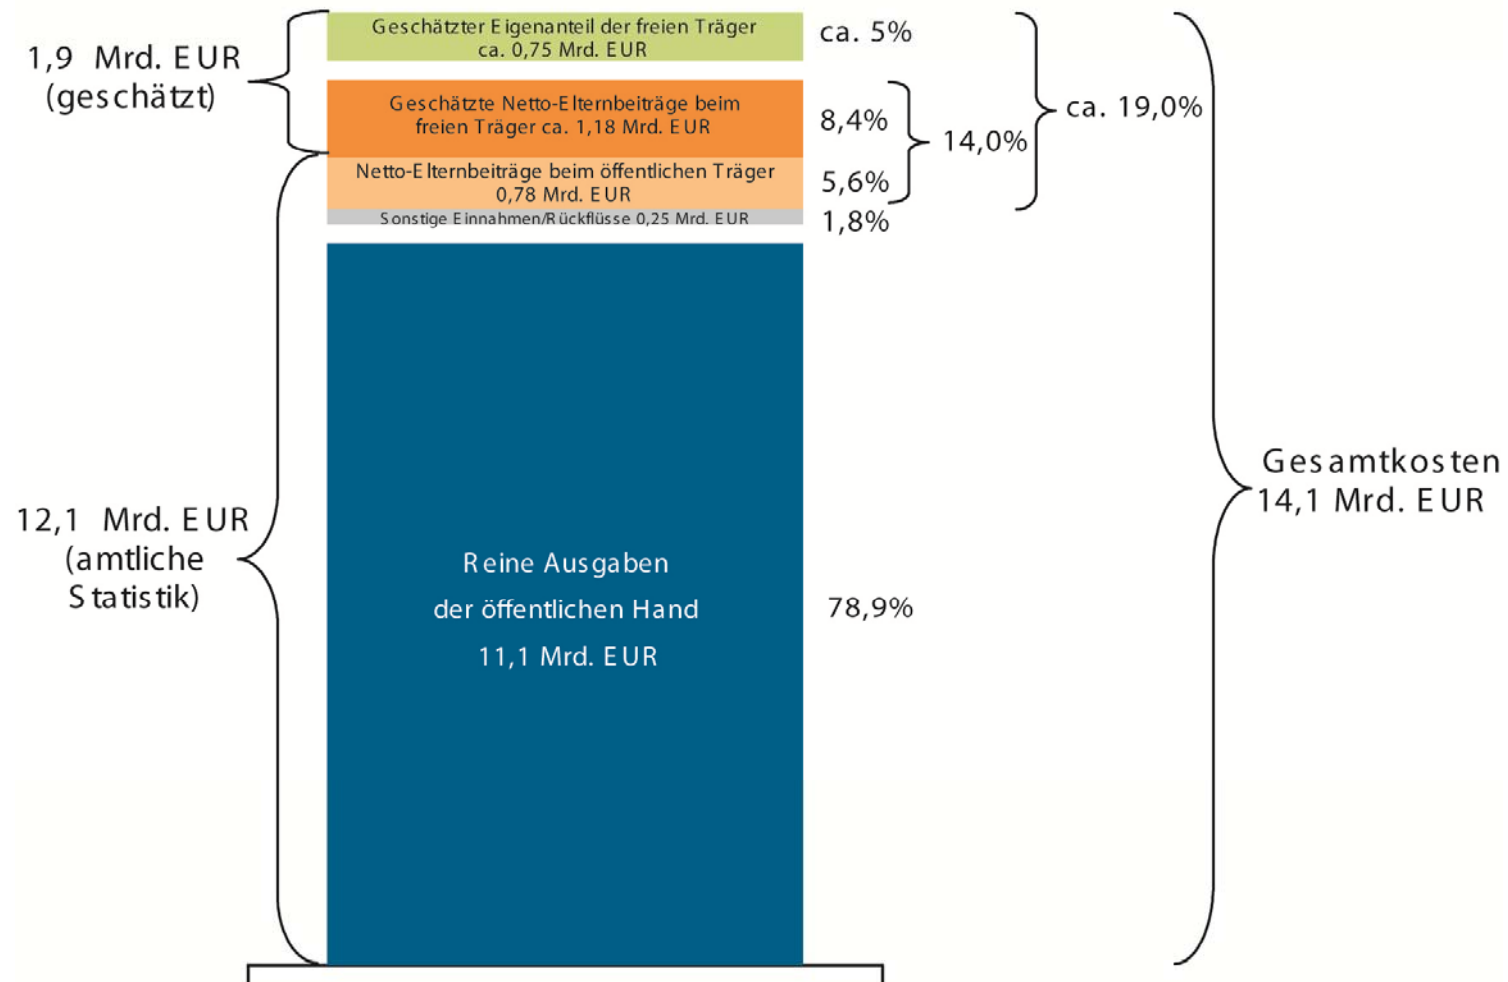 Geschätzter Eigenanteil der freien Träger
ca. 0,75 Mrd. EUR
ca. 5%
1,9 Mrd. EUR
(geschätzt)
Geschätzte Netto-Elternbeiträge beim
freien Träger ca. 1,18 Mrd. EUR
8,4%
14,0%
ca. 19,0%
Netto-Elternbeiträge beim öffentlichen Träger
0,78 Mrd. EUR
5,6%
Sonstige Einnahmen/Rückflüsse 0,25 Mrd. EUR
1,8%
Gesamtkosten
14,1 Mrd. EUR
12,1 Mrd. EUR
(amtliche
Statistik)
Reine Ausgaben
der öffentlichen Hand
11,1 Mrd. EUR
78,9%